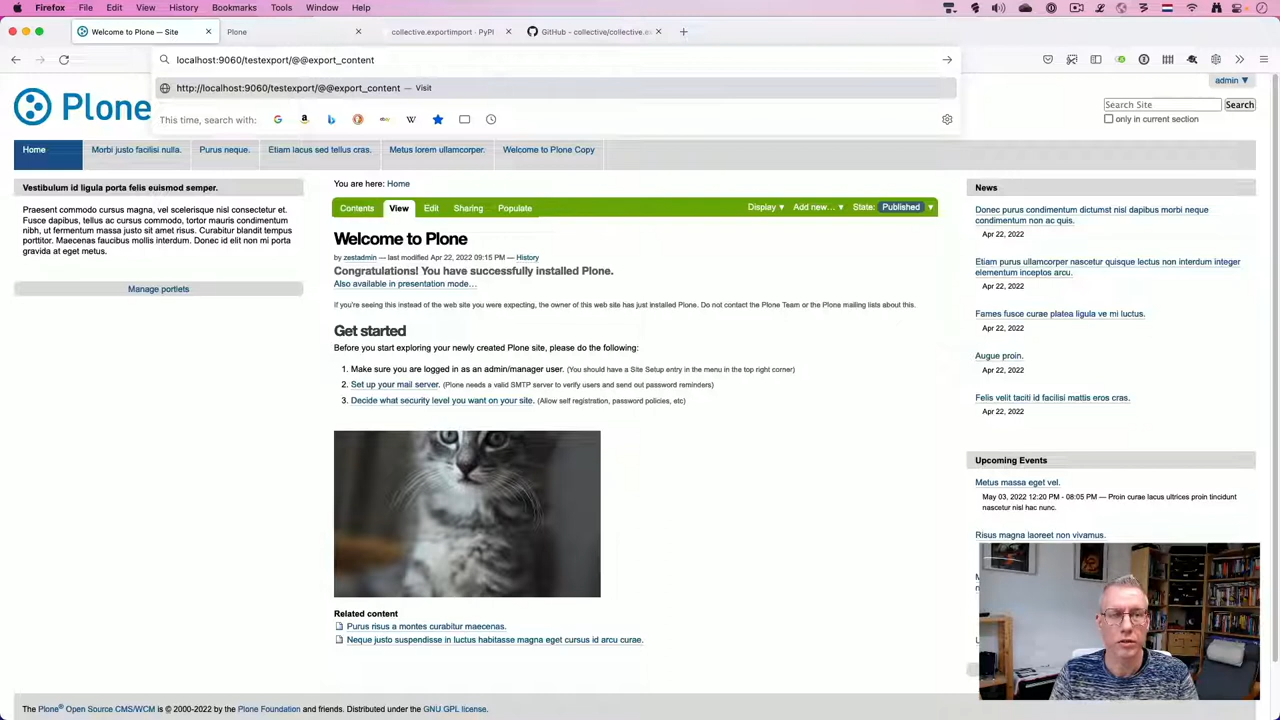 Firefox File Edit View History Bookmarks Tools Window Help
Welcome to Plone — Site
Plone
collective.exportimport · PyPI
GitHub - collective/collective.ex
localhost:9060/testexport/@@export_content
http://localhost:9060/testexport/@@export_content — Visit
This time, search with:
admin ▼
Plone
Search Site
Search
only in current section
Home
Morbi justo facilisi nulla.
Purus neque.
Etiam lacus sed tellus cras.
Metus lorem ullamcorper.
Welcome to Plone Copy
Vestibulum id ligula porta felis euismod semper.
Praesent commodo cursus magna, vel scelerisque nisl consectetur et.
Fusce dapibus, tellus ac cursus commodo, tortor mauris condimentum
nibh, ut fermentum massa justo sit amet risus. Curabitur blandit tempus
porttitor. Maecenas faucibus mollis interdum. Donec id elit non mi porta
gravida at eget metus.
Manage portlets
You are here: Home
Contents
View
Edit
Sharing
Populate
Display ▼
Add new… ▼
State: Published ▼
Welcome to Plone
by zestadmin — last modified Apr 22, 2022 09:15 PM — History
Congratulations! You have successfully installed Plone.
Also available in presentation mode…
If you're seeing this instead of the web site you were expecting, the owner of this web site has just installed Plone. Do not contact the Plone Team or the Plone mailing lists about this.
Get started
Before you start exploring your newly created Plone site, please do the following:
1. Make sure you are logged in as an admin/manager user. (You should have a Site Setup entry in the menu in the top right corner)
2. Set up your mail server. (Plone needs a valid SMTP server to verify users and send out password reminders)
3. Decide what security level you want on your site. (Allow self registration, password policies, etc)
Related content
Purus risus a montes curabitur maecenas.
Neque justo suspendisse in luctus habitasse magna eget cursus id arcu curae.
News
Donec purus condimentum dictumst nisl dapibus morbi neque
condimentum non ac quis.
Apr 22, 2022
Etiam purus ullamcorper nascetur quisque lectus non interdum integer
elementum inceptos arcu.
Apr 22, 2022
Fames fusce curae platea ligula ve mi luctus.
Apr 22, 2022
Augue proin.
Apr 22, 2022
Felis velit taciti id facilisi mattis eros cras.
Apr 22, 2022
Upcoming Events
Metus massa eget vel.
May 03, 2022 12:20 PM - 08:05 PM — Proin curae lacus ultrices proin tincidunt
nascetur nisl hac nunc.
Risus magna laoreet non vivamus.
The Plone® Open Source CMS/WCM is © 2000-2022 by the Plone Foundation and friends. Distributed under the GNU GPL license.